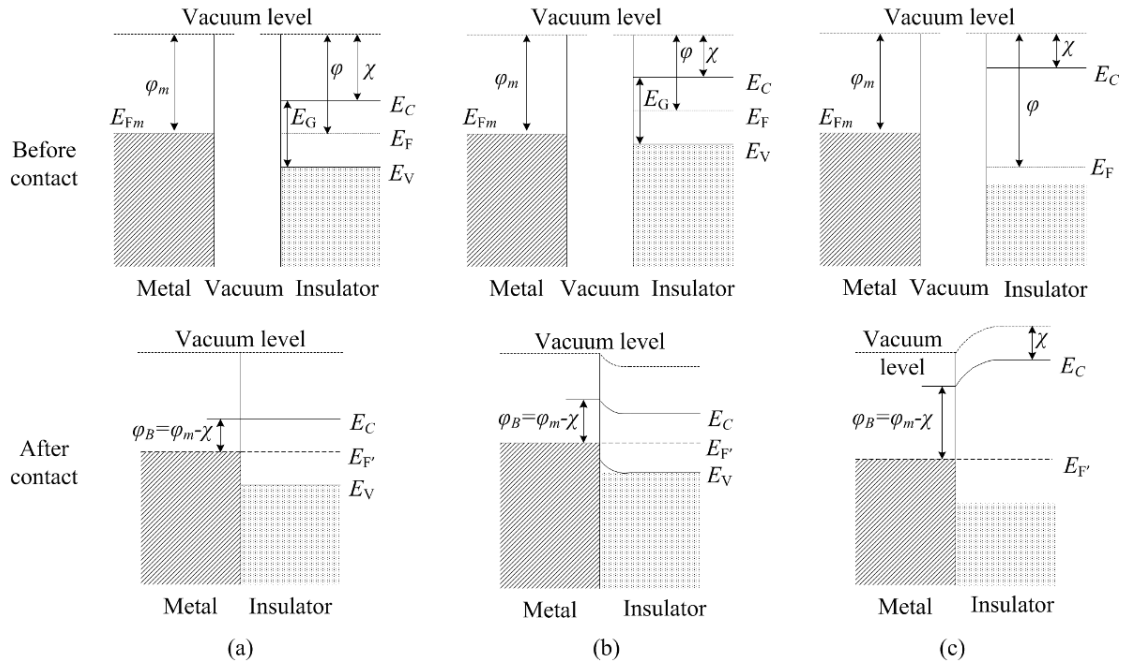 Vacuum level
φm
EFm
φ
χ
EG
EC
EF
EV
Metal Vacuum Insulator
Vacuum level
φm
EFm
φ
χ
EG
EC
EF
EV
Metal Vacuum Insulator
Vacuum level
φm
EFm
φ
χ
EC
EF
Metal Vacuum Insulator
Before
contact
Vacuum level
φB=φm-χ
EC
EF'
EV
Metal Insulator
(a)
Vacuum level
φB=φm-χ
EC
EF'
EV
Metal Insulator
(b)
Vacuum
level
χ
EC
φB=φm-χ
EF'
Metal Insulator
(c)
After
contact